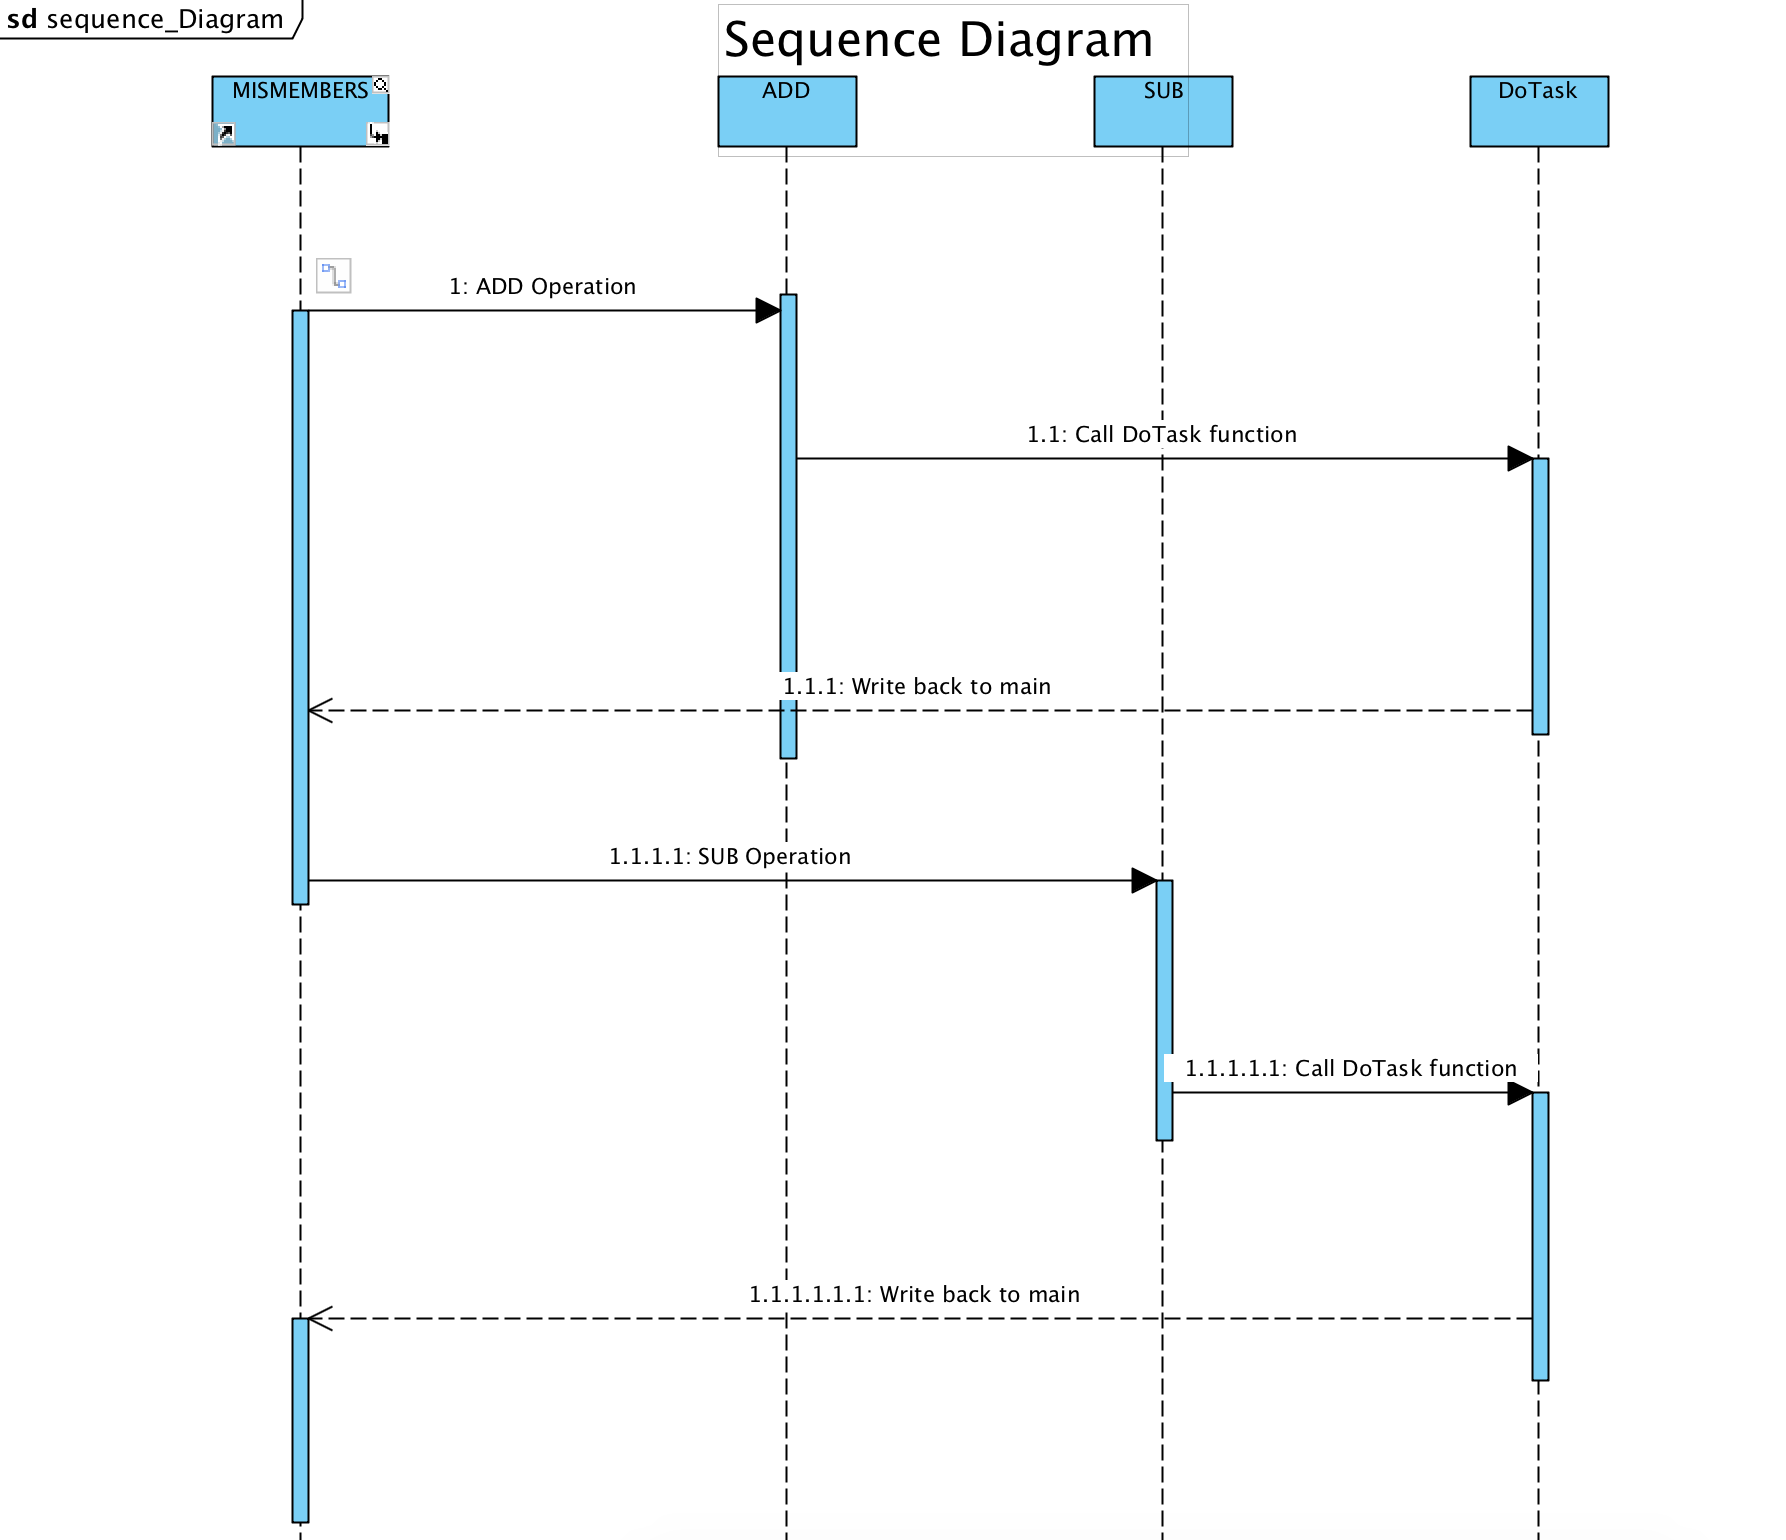 sd sequence_Diagram
Sequence Diagram
MISMEMBERS
ADD
SUB
DoTask
1: ADD Operation
1.1: Call DoTask function
1.1.1: Write back to main
1.1.1.1: SUB Operation
1.1.1.1.1: Call DoTask function
1.1.1.1.1.1: Write back to main